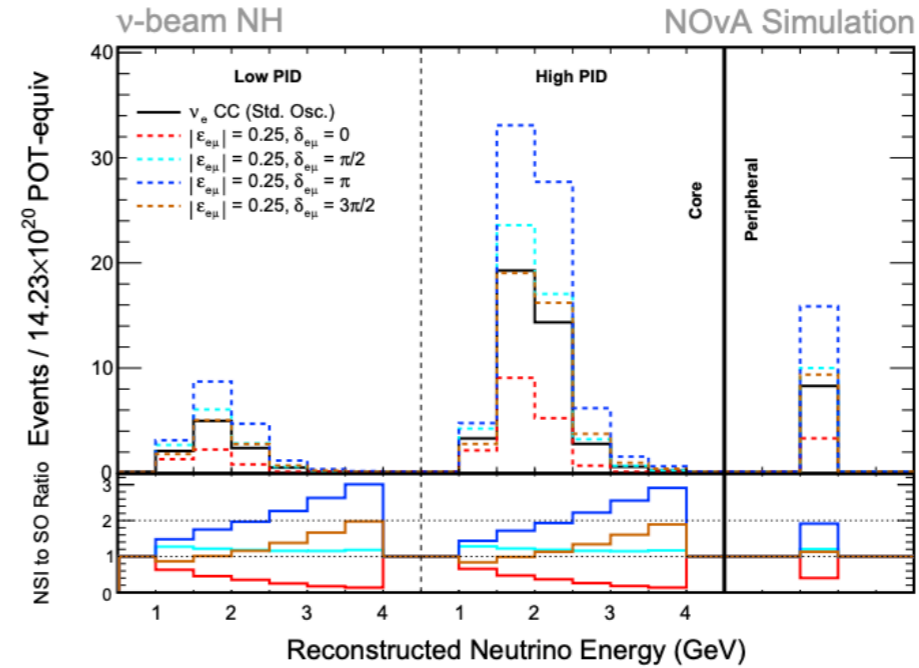 ν-beam NH
NOvA Simulation
Events / 14.23×10²⁰ POT-equiv
40
30
20
10
0
Low PID
High PID
Core
Peripheral
νₑ CC (Std. Osc.)
|εₑμ| = 0.25, δₑμ = 0
|εₑμ| = 0.25, δₑμ = π/2
|εₑμ| = 0.25, δₑμ = π
|εₑμ| = 0.25, δₑμ = 3π/2
NSI to SO Ratio
3
2
1
0
1 2 3 4 1 2 3 4
Reconstructed Neutrino Energy (GeV)